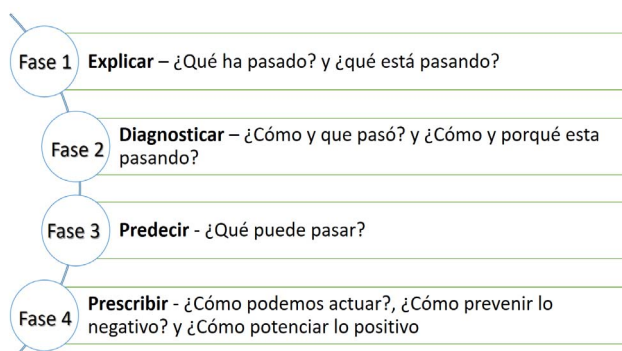 Fase 1
Explicar – ¿Qué ha pasado? y ¿qué está pasando?
Fase 2
Diagnosticar – ¿Cómo y que pasó? y ¿Cómo y porqué esta
pasando?
Fase 3
Predecir - ¿Qué puede pasar?
Fase 4
Prescribir - ¿Cómo podemos actuar?, ¿Cómo prevenir lo
negativo? y ¿Cómo potenciar lo positivo